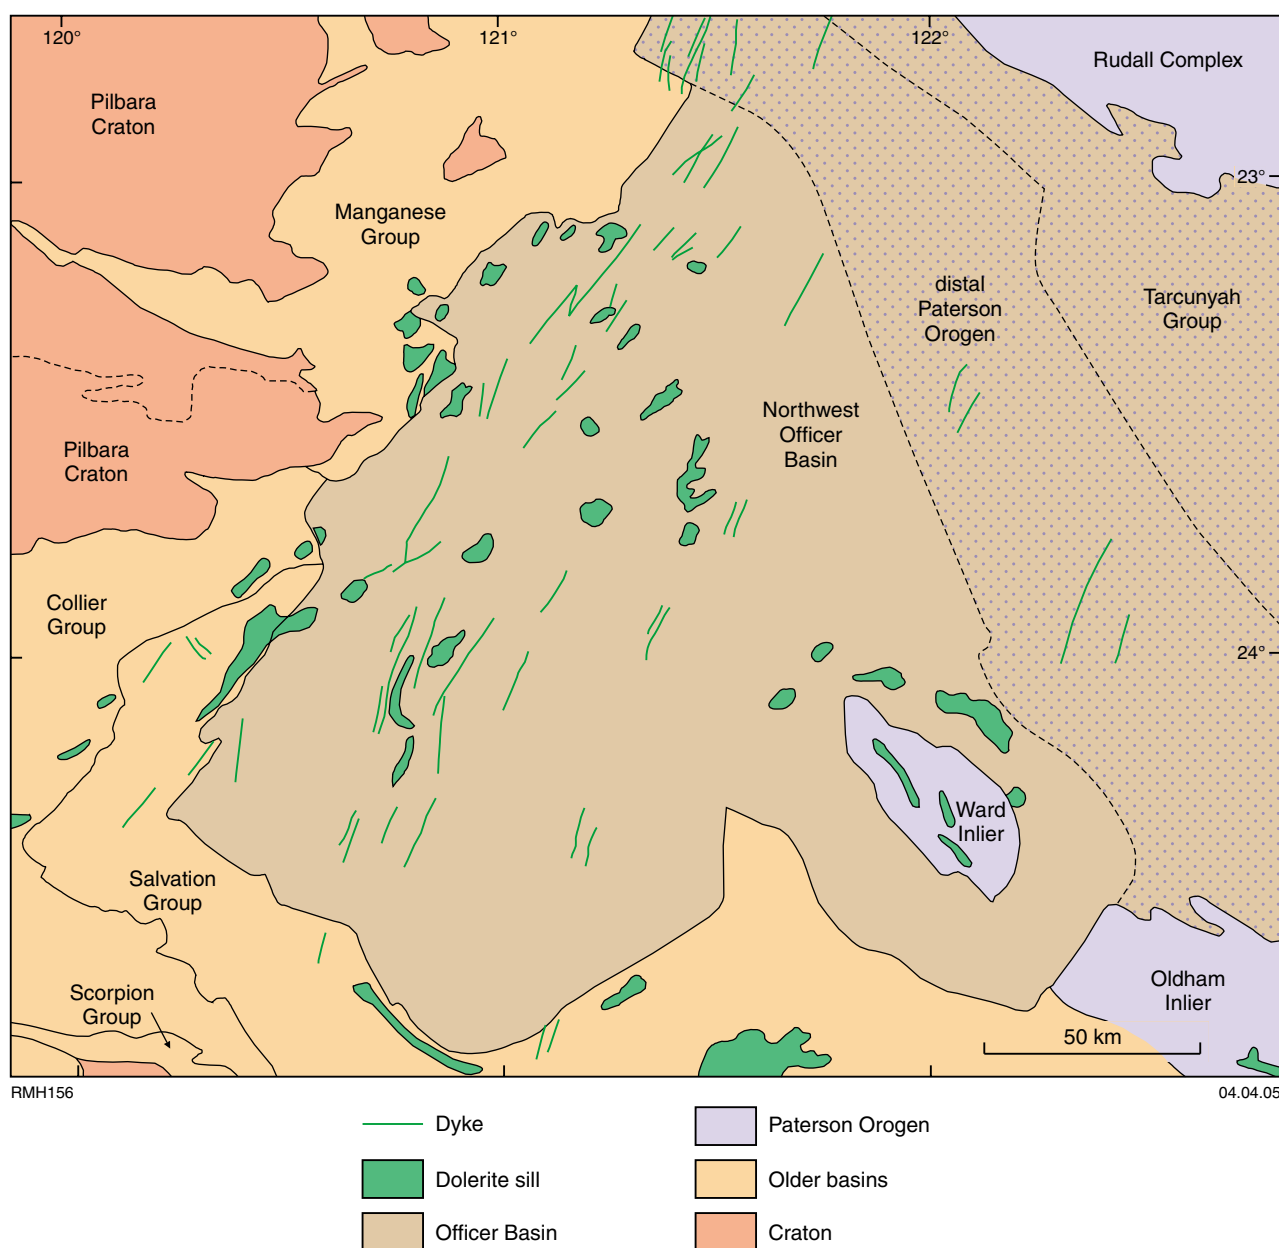 120°
121°
122°
Rudall Complex
Pilbara
Craton
23°
Manganese
Group
distal
Paterson
Orogen
Tarcunyah
Group
Northwest
Officer
Basin
Pilbara
Craton
Collier
Group
24°
Ward
Inlier
Salvation
Group
Oldham
Inlier
Scorpion
Group
50 km
RMH156
04.04.05
Dyke
Dolerite sill
Officer Basin
Paterson Orogen
Older basins
Craton